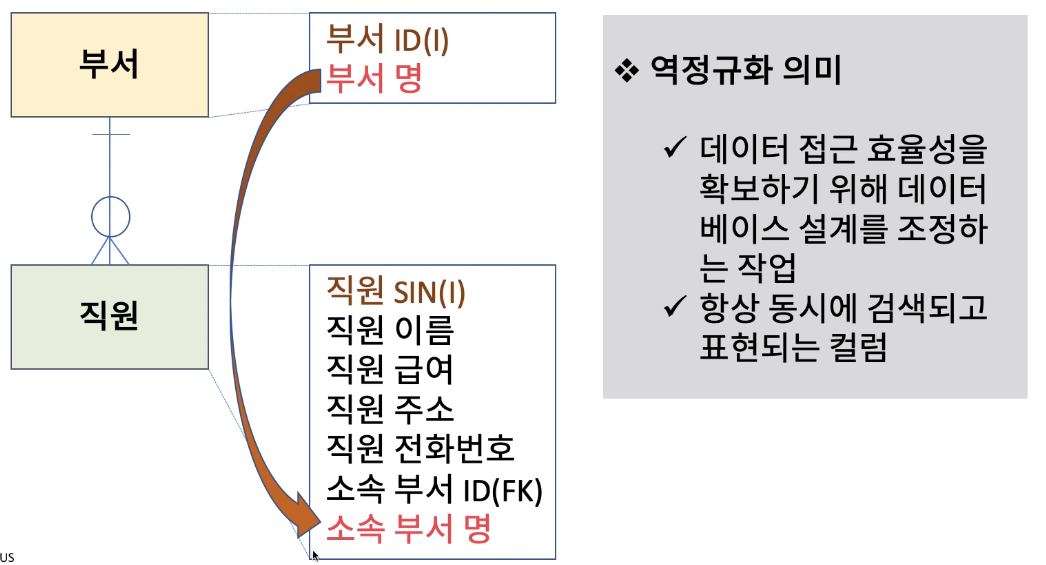 부서
부서 ID(I)
부서 명
직원
직원 SIN(I)
직원 이름
직원 급여
직원 주소
직원 전화번호
소속 부서 ID(FK)
소속 부서 명
❖ 역정규화 의미
✓ 데이터 접근 효율성을
확보하기 위해 데이터
베이스 설계를 조정하
는 작업
✓ 항상 동시에 검색되고
표현되는 컬럼
US